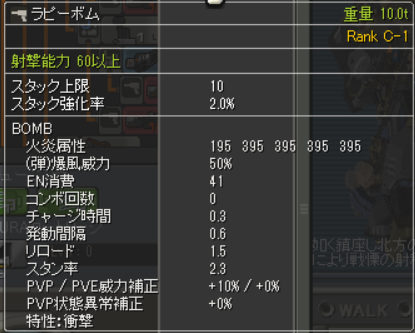 ラビーボム 重量 10.0t
Rank C-1
射撃能力 60以上
スタック上限 10
スタック強化率 2.0%
BOMB
火炎属性 195 395 395 395 395
(弾)爆風威力 50%
EN消費 41
コンボ回数 0
チャージ時間 0.3
発動間隔 0.6
リロード 1.5
スタン率 2.3
PVP / PVE威力補正 +10% / +0%
PVP状態異常補正 +0%
特性:衝撃
WALK